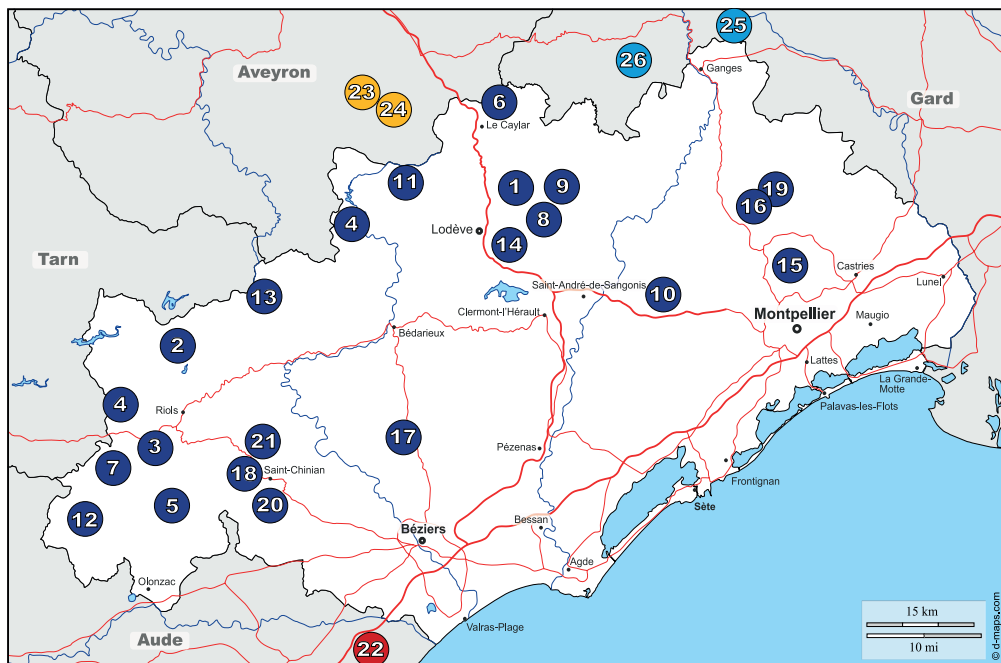 25
26
Aveyron
Ganges
23
24
6
Gard
Le Caylar
11
1
9
19
16
4
8
Lodève
14
Tarn
15
Castries
Lunel
13
Saint-André-de-Sangonis
10
Clermont-l'Hérault
Montpellier
Maugio
Bédarieux
2
Lattes
La Grande-
Motte
4
Palavas-les-Flots
Riols
3
21
17
Pézenas
7
18
Saint-Chinian
Frontignan
5
20
Sète
12
Bessan
Béziers
Agde
Olonzac
15 km
Valras-Plage
Aude
22
10 mi
© d-maps.com